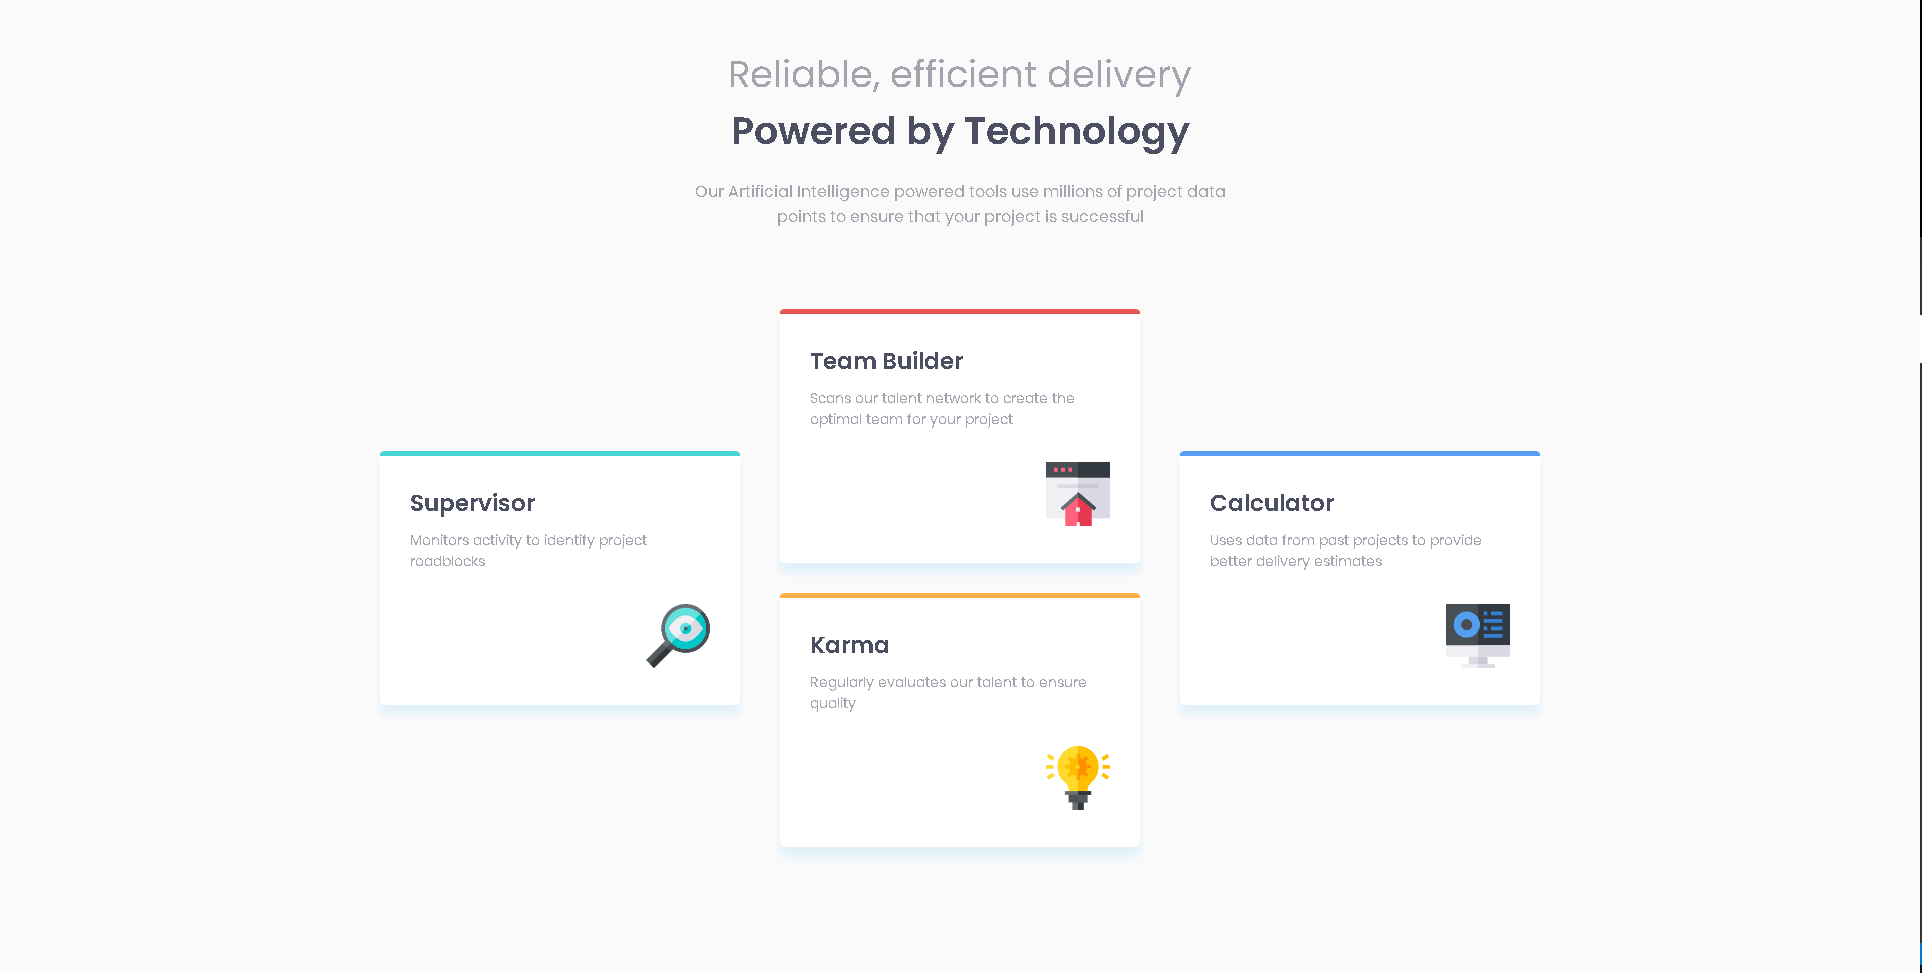 Reliable, efficient delivery
Powered by Technology
Our Artificial Intelligence powered tools use millions of project data
points to ensure that your project is successful
Supervisor
Monitors activity to identify project
roadblocks
Team Builder
Scans our talent network to create the
optimal team for your project
Karma
Regularly evaluates our talent to ensure
quality
Calculator
Uses data from past projects to provide
better delivery estimates